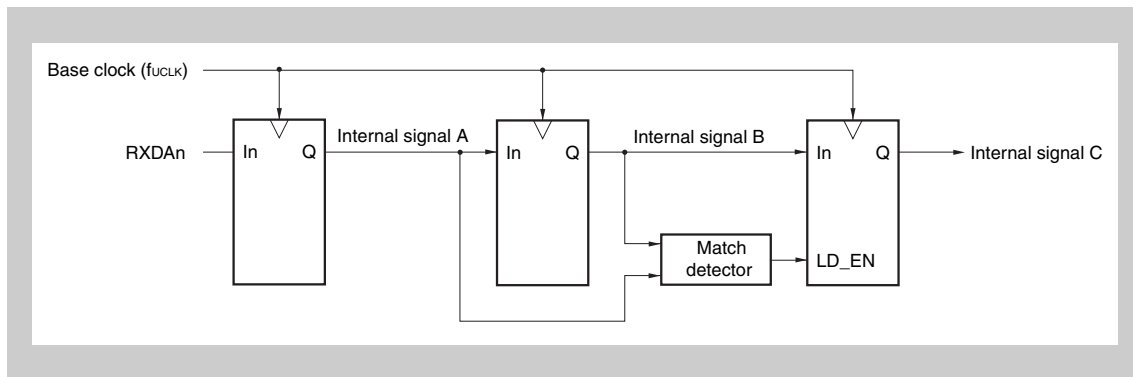 Base clock (fUCLK)
RXDAn
In
Q
Internal signal A
In
Q
Internal signal B
In
Q
Internal signal C
Match
detector
LD_EN